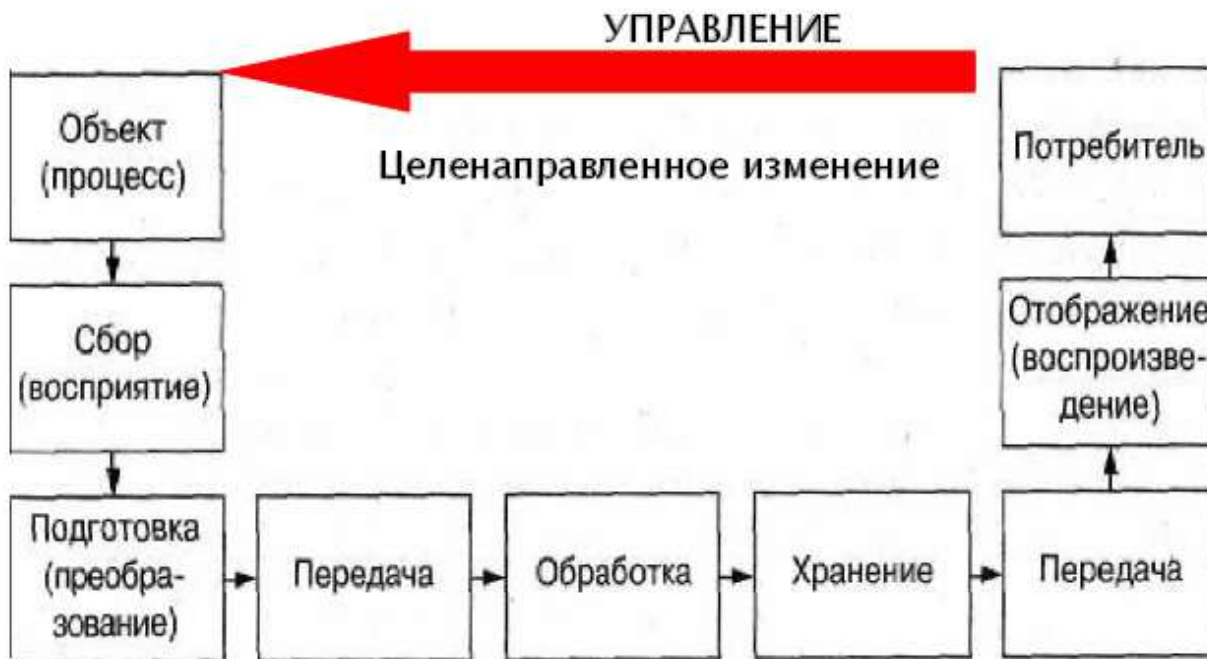 УПРАВЛЕНИЕ
Объект
(процесс)
Целенаправленное изменение
Потребитель
Сбор
(восприятие)
Отображение
(воспроизве-
дение)
Подготовка
(преобра-
зование)
Передача
Обработка
Хранение
Передача